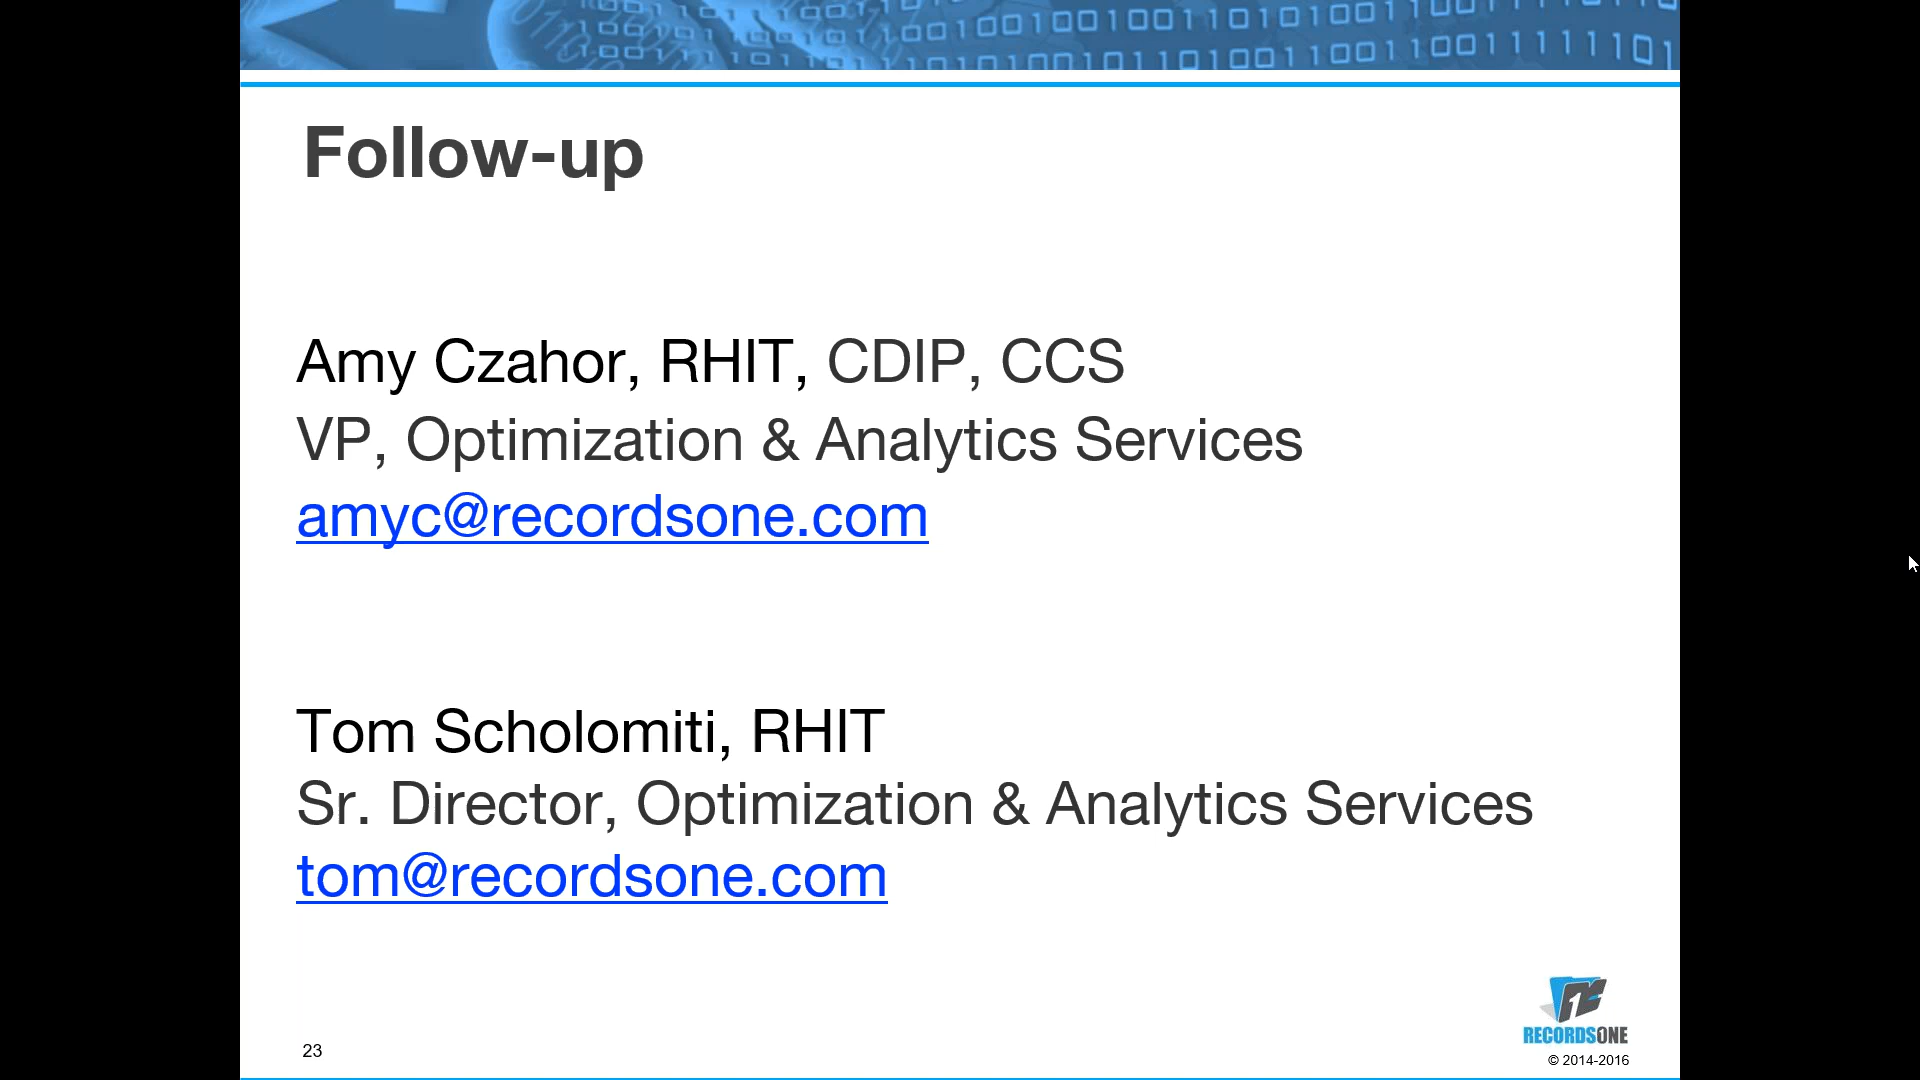 Follow-up
Amy Czahor, RHIT, CDIP, CCS
VP, Optimization & Analytics Services
amyc@recordsone.com
Tom Scholomiti, RHIT
Sr. Director, Optimization & Analytics Services
tom@recordsone.com
RECORDSONE
23
© 2014-2016